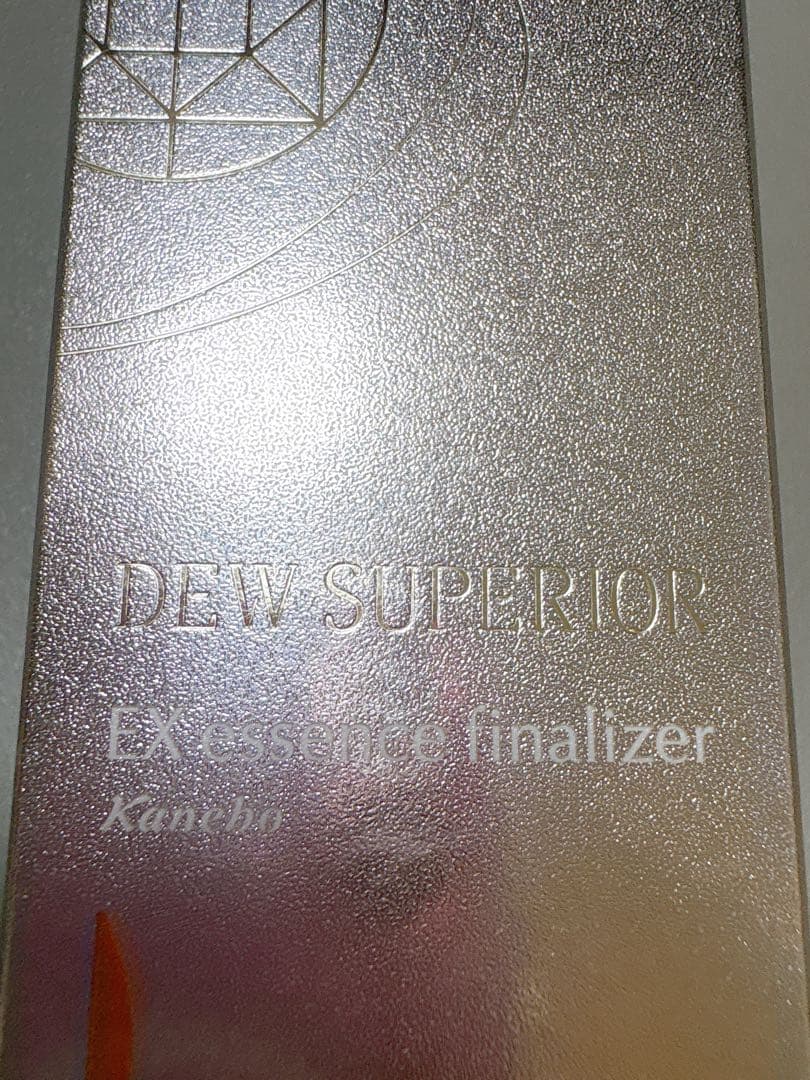 DEW SUPERIOR
EX essence finalizer
Kanebo